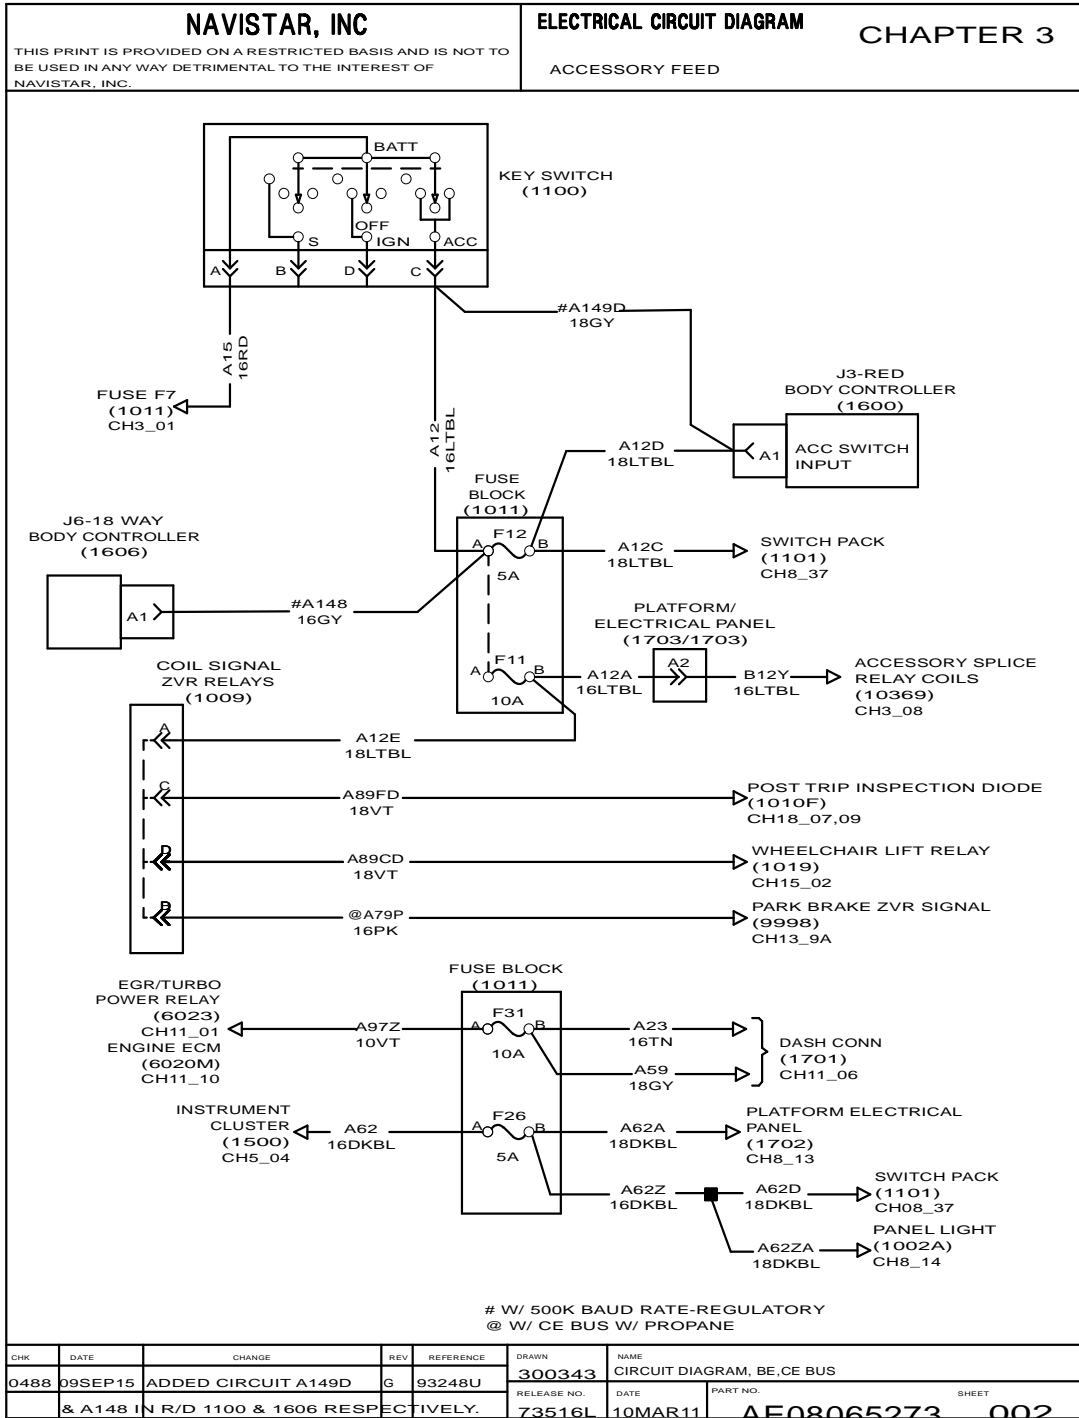 NAVISTAR, INC
THIS PRINT IS PROVIDED ON A RESTRICTED BASIS AND IS NOT TO
BE USED IN ANY WAY DETRIMENTAL TO THE INTEREST OF
NAVISTAR, INC.
ELECTRICAL CIRCUIT DIAGRAM
CHAPTER 3
ACCESSORY FEED
BATT
KEY SWITCH
(1100)
OFF
S
IGN
ACC
A
B
D
C
#A149D
18GY
A15
16RD
FUSE F7
(1011)
CH3_01
J3-RED
BODY CONTROLLER
(1600)
A1
ACC SWITCH
INPUT
A12
16LTBL
A12D
18LTBL
FUSE
BLOCK
(1011)
J6-18 WAY
BODY CONTROLLER
(1606)
A1
#A148
16GY
A
F12
B
5A
A12C
18LTBL
SWITCH PACK
(1101)
CH8_37
PLATFORM/
ELECTRICAL PANEL
(1703/1703)
A
F11
B
10A
A12A
16LTBL
A2
B12Y
16LTBL
ACCESSORY SPLICE
RELAY COILS
(10369)
CH3_08
COIL SIGNAL
ZVR RELAYS
(1009)
A
A12E
18LTBL
C
A89FD
18VT
POST TRIP INSPECTION DIODE
(1010F)
CH18_07,09
A89CD
18VT
WHEELCHAIR LIFT RELAY
(1019)
CH15_02
@A79P
16PK
PARK BRAKE ZVR SIGNAL
(9998)
CH13_9A
FUSE BLOCK
(1011)
EGR/TURBO
POWER RELAY
(6023)
CH11_01
ENGINE ECM
(6020M)
CH11_10
A97Z
10VT
A
F31
B
10A
A23
16TN
A59
18GY
DASH CONN
(1701)
CH11_06
INSTRUMENT
CLUSTER
(1500)
CH5_04
A62
16DKBL
A
F26
B
5A
A62A
18DKBL
PLATFORM ELECTRICAL
PANEL
(1702)
CH8_13
A62Z
16DKBL
A62D
18DKBL
SWITCH PACK
(1101)
CH08_37
A62ZA
18DKBL
PANEL LIGHT
(1002A)
CH8_14
# W/ 500K BAUD RATE-REGULATORY
@ W/ CE BUS W/ PROPANE
CHK DATE CHANGE REV REFERENCE
0488 09SEP15 ADDED CIRCUIT A149D G 93248U
& A148 IN R/D 1100 & 1606 RESPECTIVELY.
DRAWN
300343
NAME
CIRCUIT DIAGRAM, BE,CE BUS
RELEASE NO.
73516L
DATE
10MAR11
PART NO.
AE08065273
SHEET
002